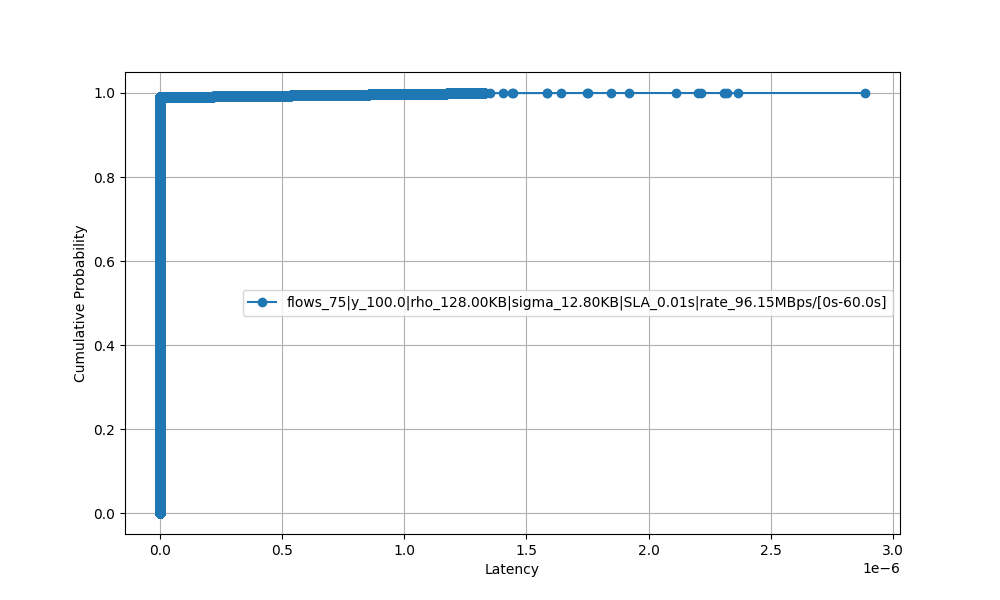 1.0
0.8
0.6
0.4
0.2
0.0
Cumulative Probability
flows_75|y_100.0|rho_128.00KB|sigma_12.80KB|SLA_0.01s|rate_96.15MBps/[0s-60.0s]
0.0 0.5 1.0 1.5 2.0 2.5 3.0
Latency
1e−6